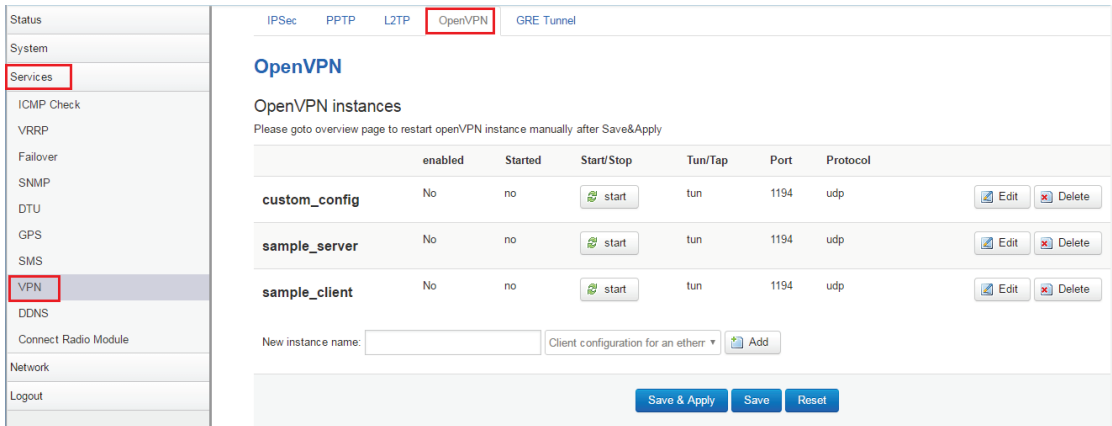 Status
System
Services
ICMP Check
VRRP
Failover
SNMP
DTU
GPS
SMS
VPN
DDNS
Connect Radio Module
Network
Logout
IPSec PPTP L2TP OpenVPN GRE Tunnel
OpenVPN
OpenVPN instances
Please goto overview page to restart openVPN instance manually after Save&Apply
enabled Started Start/Stop Tun/Tap Port Protocol
custom_config No no start tun 1194 udp Edit Delete
sample_server No no start tun 1194 udp Edit Delete
sample_client No no start tun 1194 udp Edit Delete
New instance name: Client configuration for an etherr Add
Save & Apply Save Reset